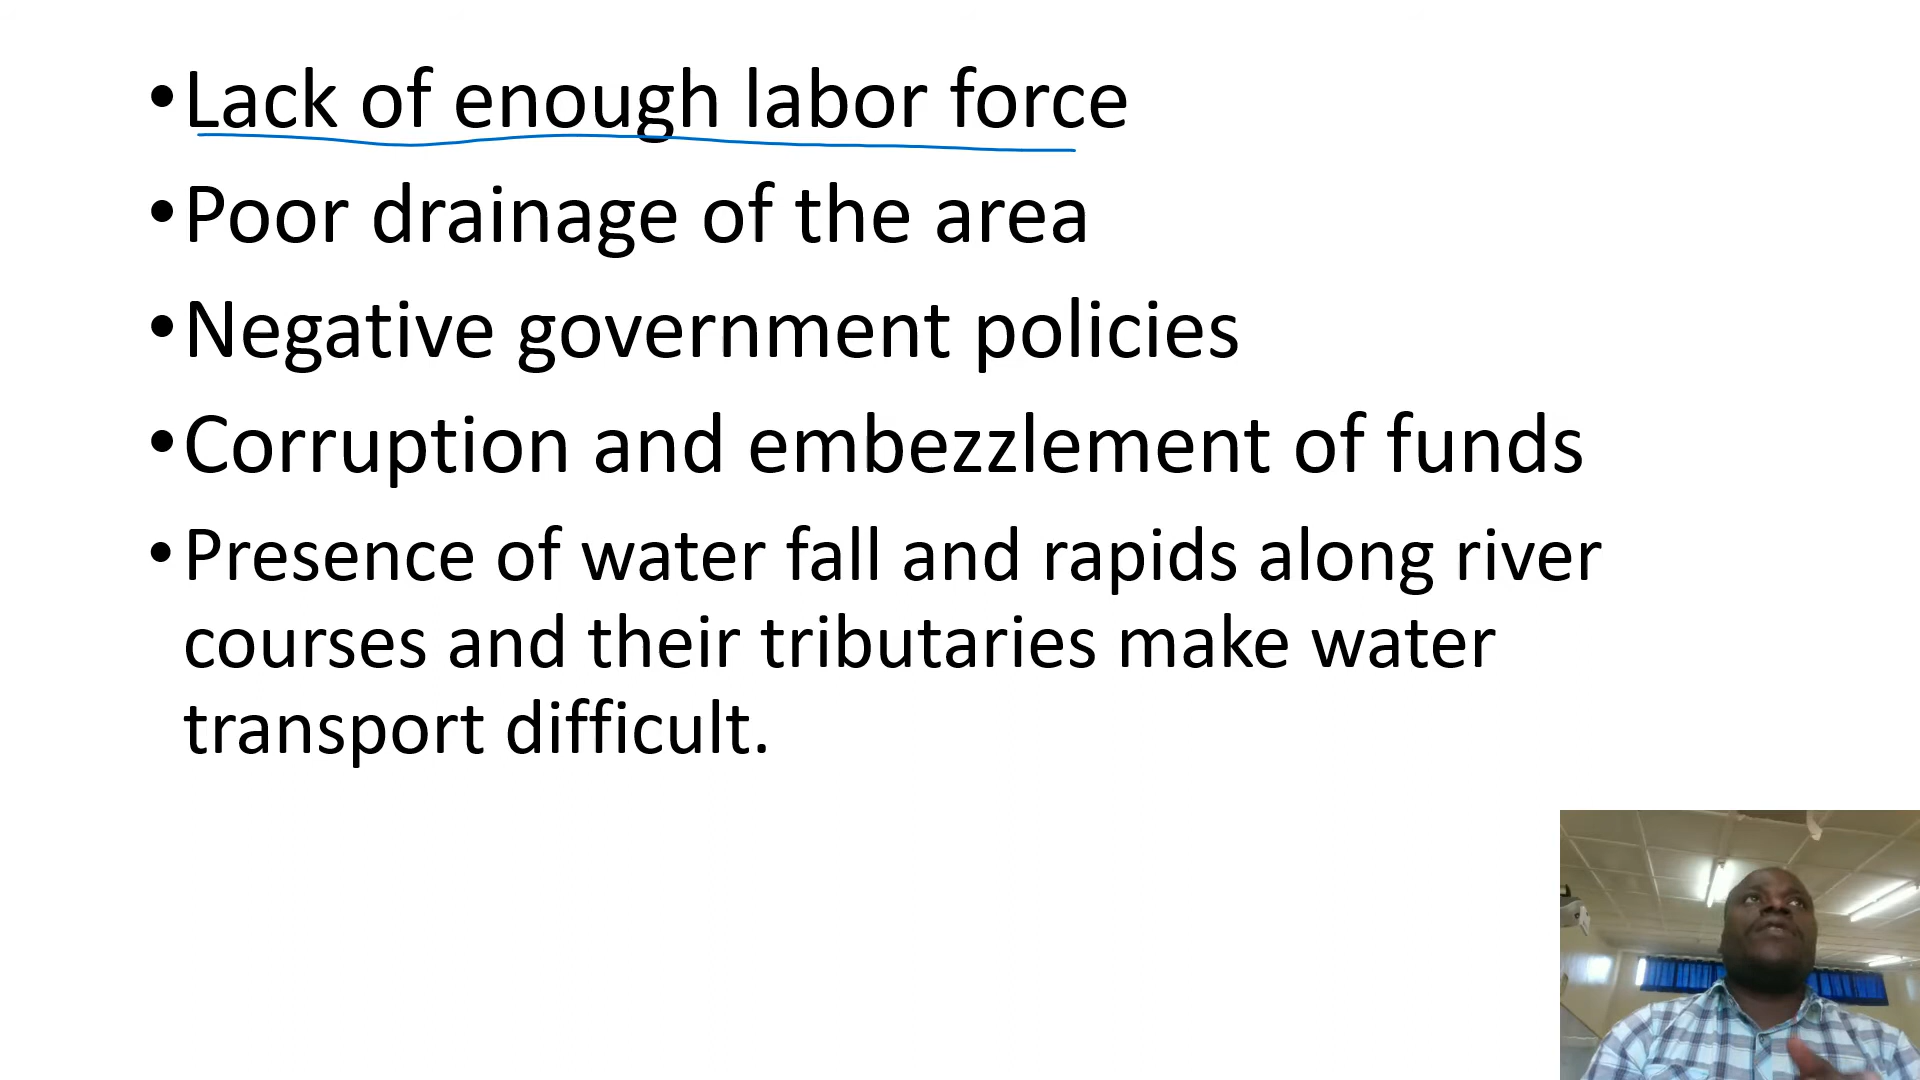 •Lack of enough labor force
•Poor drainage of the area
•Negative government policies
•Corruption and embezzlement of funds
•Presence of water fall and rapids along river
courses and their tributaries make water
transport difficult.